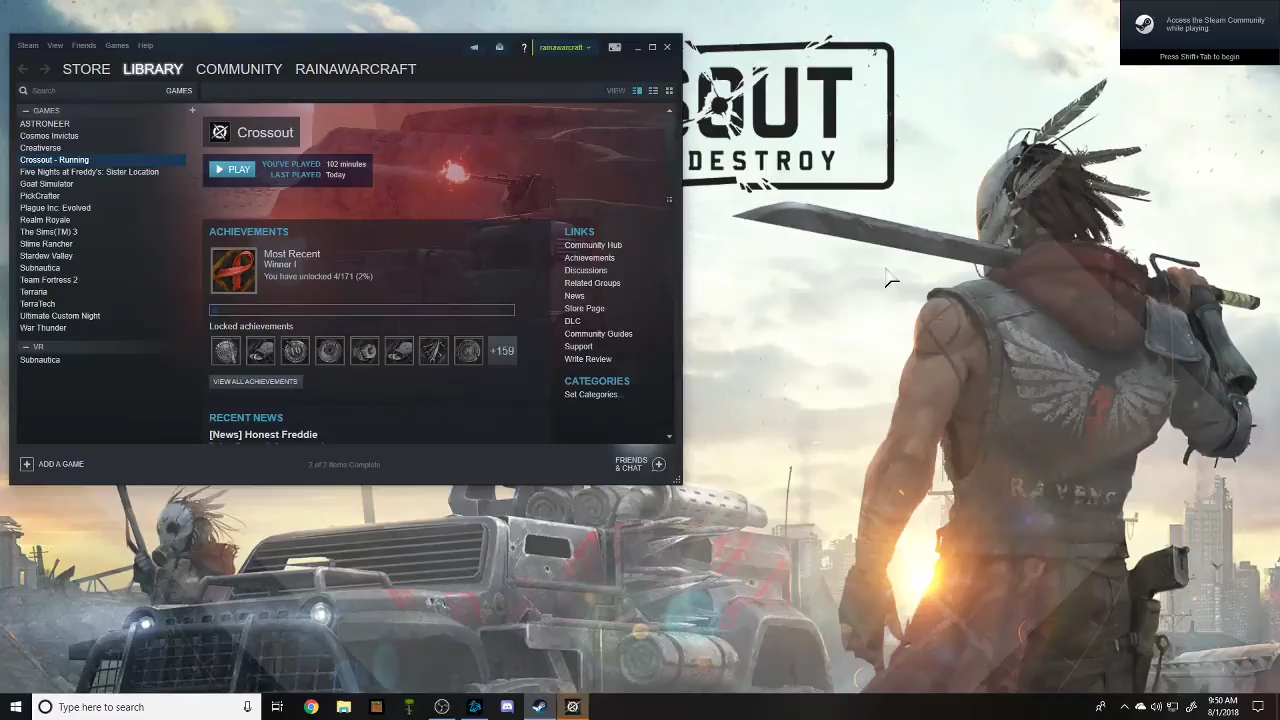 Access the Steam Community
while playing.
Press Shift+Tab to begin
Steam View Friends Games Help
rainawarcraft
STORE LIBRARY COMMUNITY RAINAWARCRAFT
Search GAMES
VIEW
GAMES
ASTRONEER
Cosmos Invictus
Creativerse
Crossout - Running
Five Nights at Freddy's: Sister Location
Goat Simulator
PickCrafter
Plague Inc: Evolved
Realm Royale
The Sims(TM) 3
Slime Rancher
Stardew Valley
Subnautica
Team Fortress 2
Terraria
TerraTech
Ultimate Custom Night
War Thunder
VR
Subnautica
Crossout
PLAY
YOU'VE PLAYED 102 minutes
LAST PLAYED Today
ACHIEVEMENTS
Most Recent
Winner I
You have unlocked 4/171 (2%)
Locked achievements
+159
VIEW ALL ACHIEVEMENTS
RECENT NEWS
[News] Honest Freddie
LINKS
Community Hub
Achievements
Discussions
Related Groups
News
Store Page
DLC
Community Guides
Support
Write Review
CATEGORIES
Set Categories...
ADD A GAME
2 of 2 Items Complete
FRIENDS
& CHAT
OUT
DESTROY
RAVENS
Type here to search
9:50 AM
8/1/2018